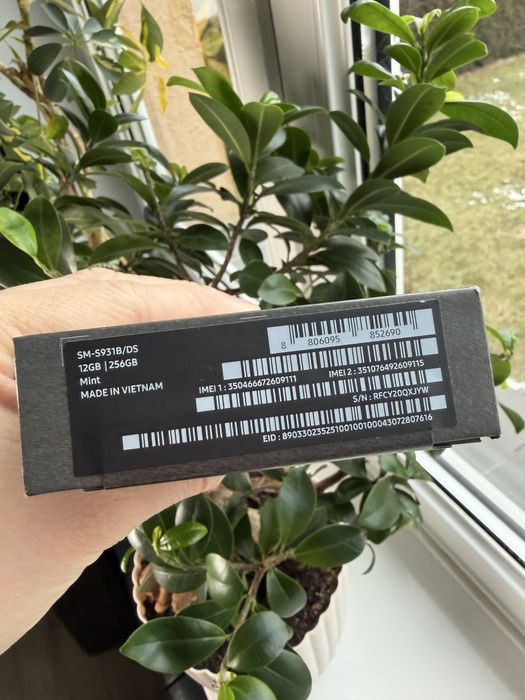 SM-S931B/DS
12GB | 256GB
Mint
MADE IN VIETNAM
8 806095 852690
IMEI 1 : 350466672609111
IMEI 2 : 351076492609115
S/N : RFCY20QXJYW
EID : 89033023525100100100043072807616